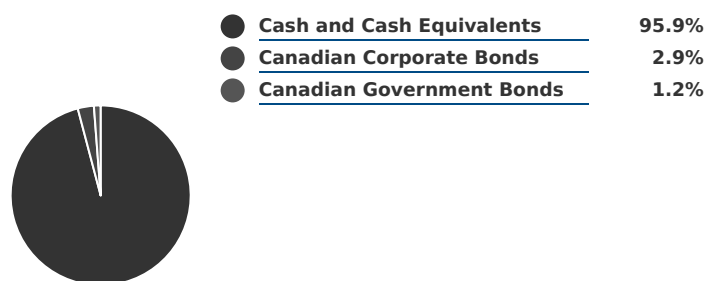 Cash and Cash Equivalents 95.9%
Canadian Corporate Bonds 2.9%
Canadian Government Bonds 1.2%